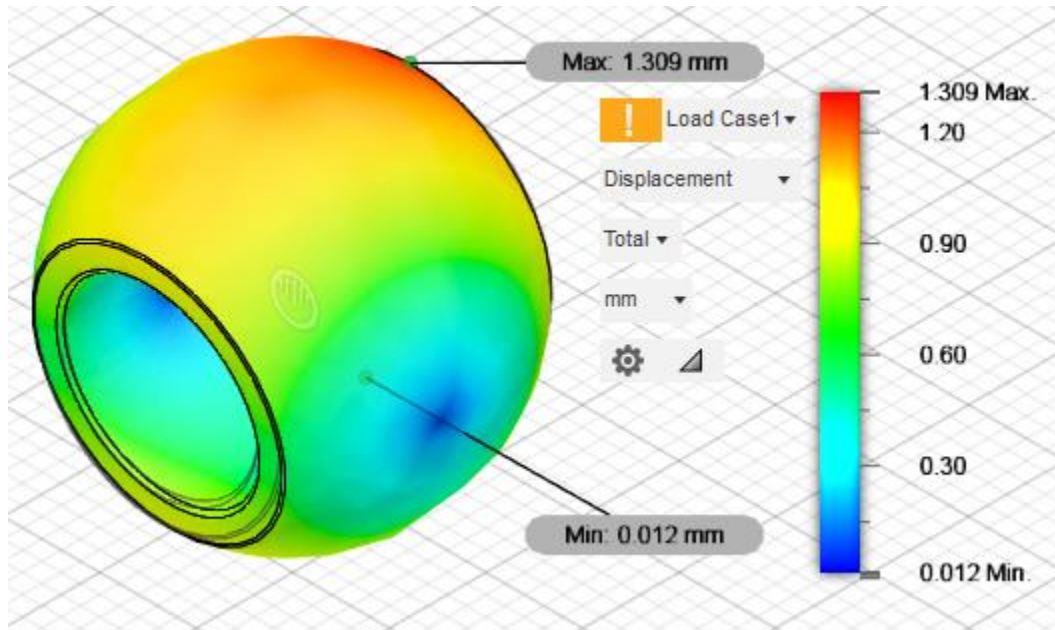 Max: 1.309 mm
Load Case1
Displacement
Total
mm
Min: 0.012 mm
1.309 Max.
1.20
0.90
0.60
0.30
0.012 Min.